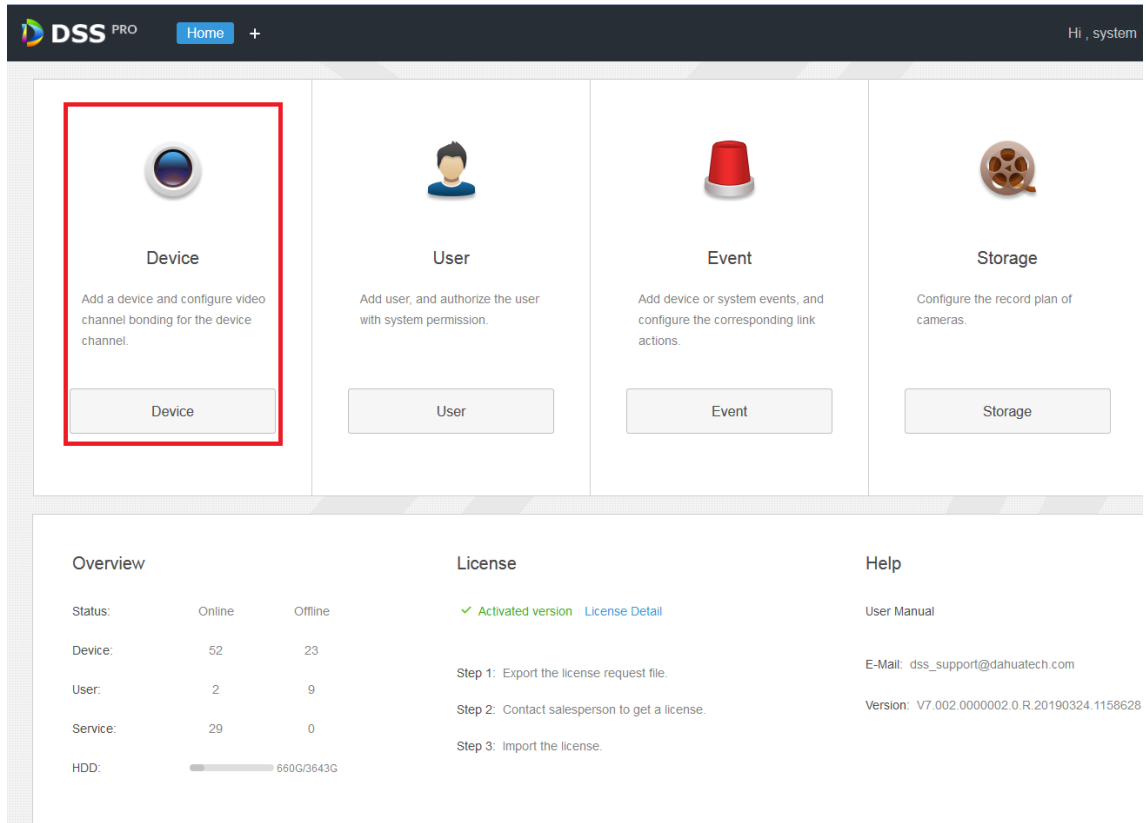 DSS PRO Home + Hi , system
Device
Add a device and configure video
channel bonding for the device
channel.
Device
User
Add user, and authorize the user
with system permission.
User
Event
Add device or system events, and
configure the corresponding link
actions.
Event
Storage
Configure the record plan of
cameras.
Storage
Overview
Status: Online Offline
Device: 52 23
User: 2 9
Service: 29 0
HDD: 660G/3643G
License
Activated version License Detail
Step 1: Export the license request file.
Step 2: Contact salesperson to get a license.
Step 3: Import the license.
Help
User Manual
E-Mail: dss_support@dahuatech.com
Version: V7.002.0000002.0.R.20190324.1158628